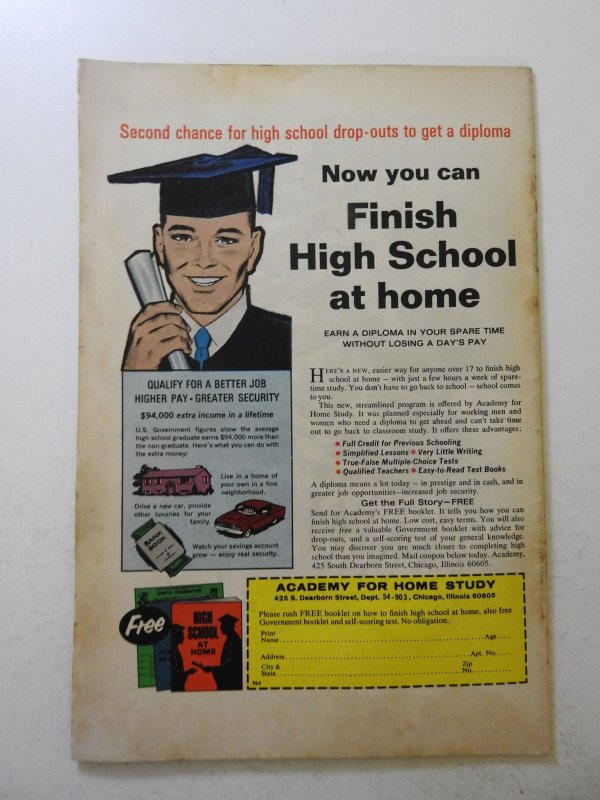 Second chance for high school drop-outs to get a diploma
Now you can
Finish
High School
at home
EARN A DIPLOMA IN YOUR SPARE TIME
WITHOUT LOSING A DAY'S PAY
QUALIFY FOR A BETTER JOB
HIGHER PAY • GREATER SECURITY
$94,000 extra income in a lifetime
U.S. Government figures show the average
high school graduate earns $94,000 more than
the non-graduate. Here's what you can do with
the extra money:
Live in a home of
your own in a fine
neighborhood.
Drive a new car, provide
other luxuries for your
family.
BANK
BOOK
Watch your savings account
grow — enjoy real security.
HERE'S A NEW, easier way for anyone over 17 to finish high
school at home — with just a few hours a week of spare-
time study. You don't have to go back to school — school comes
to you.
This new, streamlined program is offered by Academy for
Home Study. It was planned especially for working men and
women who need a diploma to get ahead and can't take time
out to go back to classroom study. It offers these advantages:
• Full Credit for Previous Schooling
• Simplified Lessons • Very Little Writing
• True-False Multiple-Choice Tests
• Qualified Teachers • Easy-to-Read Text Books
A diploma means a lot today — in prestige and in cash, and in
greater job opportunities—increased job security.
Get the Full Story—FREE
Send for Academy's FREE booklet. It tells you how you can
finish high school at home. Low cost, easy terms. You will also
receive free a valuable Government booklet with advice for
drop-outs, and a self-scoring test of your general knowledge.
You may discover you are much closer to completing high
school than you imagined. Mail coupon below today. Academy,
425 South Dearborn Street, Chicago, Illinois 60605.
Free
HIGH
SCHOOL
AT
HOME
ACADEMY FOR HOME STUDY
425 S. Dearborn Street, Dept. 54-903, Chicago, Illinois 60605
Please rush FREE booklet on how to finish high school at home, also free
Government booklet and self-scoring test. No obligation.
Print
Name Age
Address Apt. No.
City & Zip
State No.